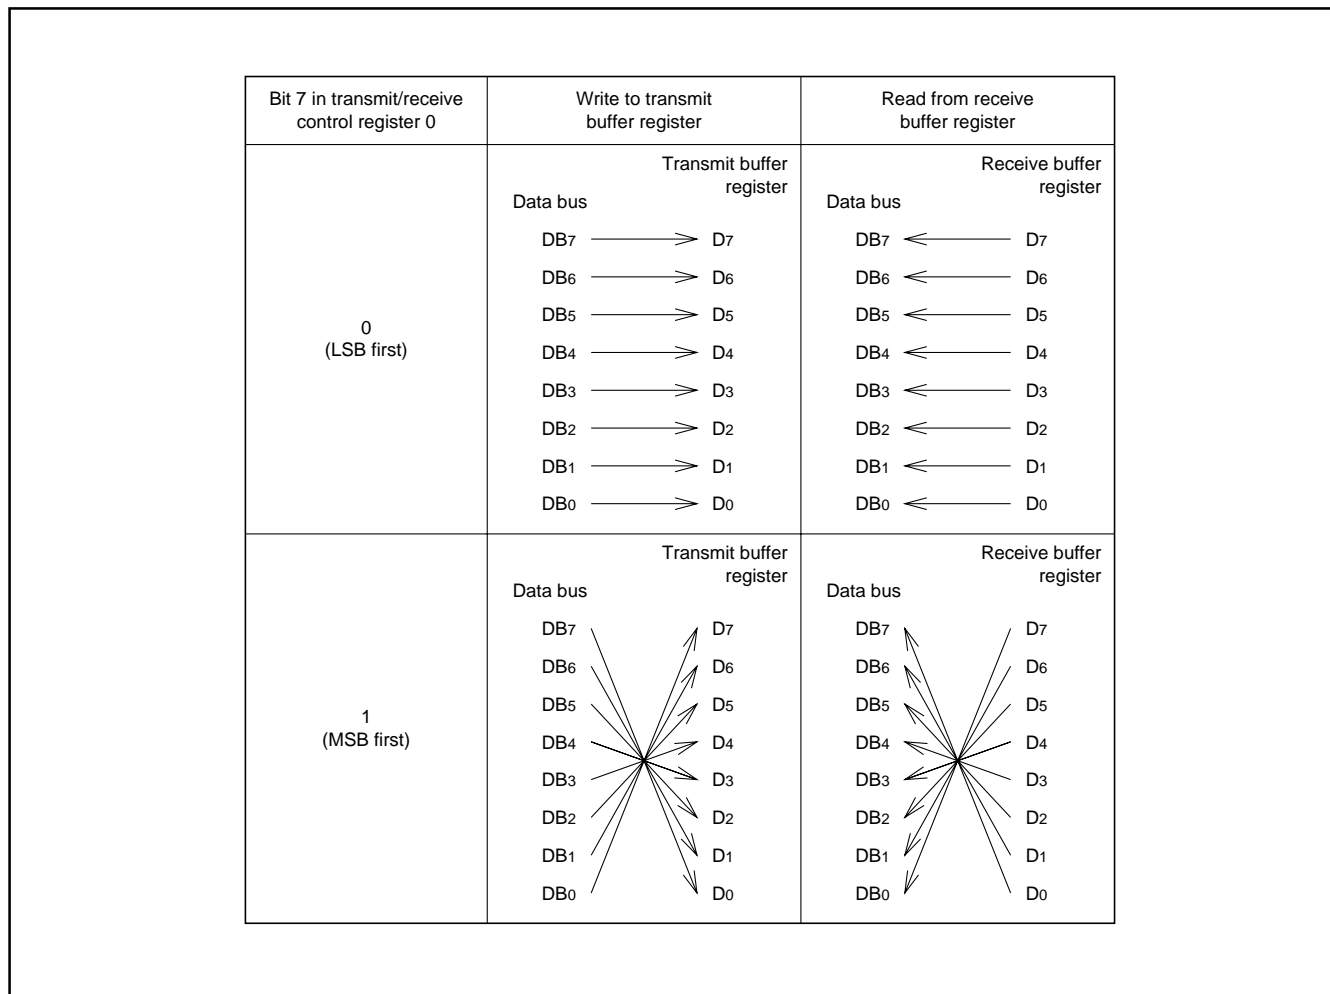 Bit 7 in transmit/receive
control register 0
Write to transmit
buffer register
Read from receive
buffer register
0
(LSB first)
Transmit buffer
register
Data bus
DB7 D7
DB6 D6
DB5 D5
DB4 D4
DB3 D3
DB2 D2
DB1 D1
DB0 D0
Receive buffer
register
Data bus
DB7 D7
DB6 D6
DB5 D5
DB4 D4
DB3 D3
DB2 D2
DB1 D1
DB0 D0
1
(MSB first)
Transmit buffer
register
Data bus
DB7 D7
DB6 D6
DB5 D5
DB4 D4
DB3 D3
DB2 D2
DB1 D1
DB0 D0
Receive buffer
register
Data bus
DB7 D7
DB6 D6
DB5 D5
DB4 D4
DB3 D3
DB2 D2
DB1 D1
DB0 D0